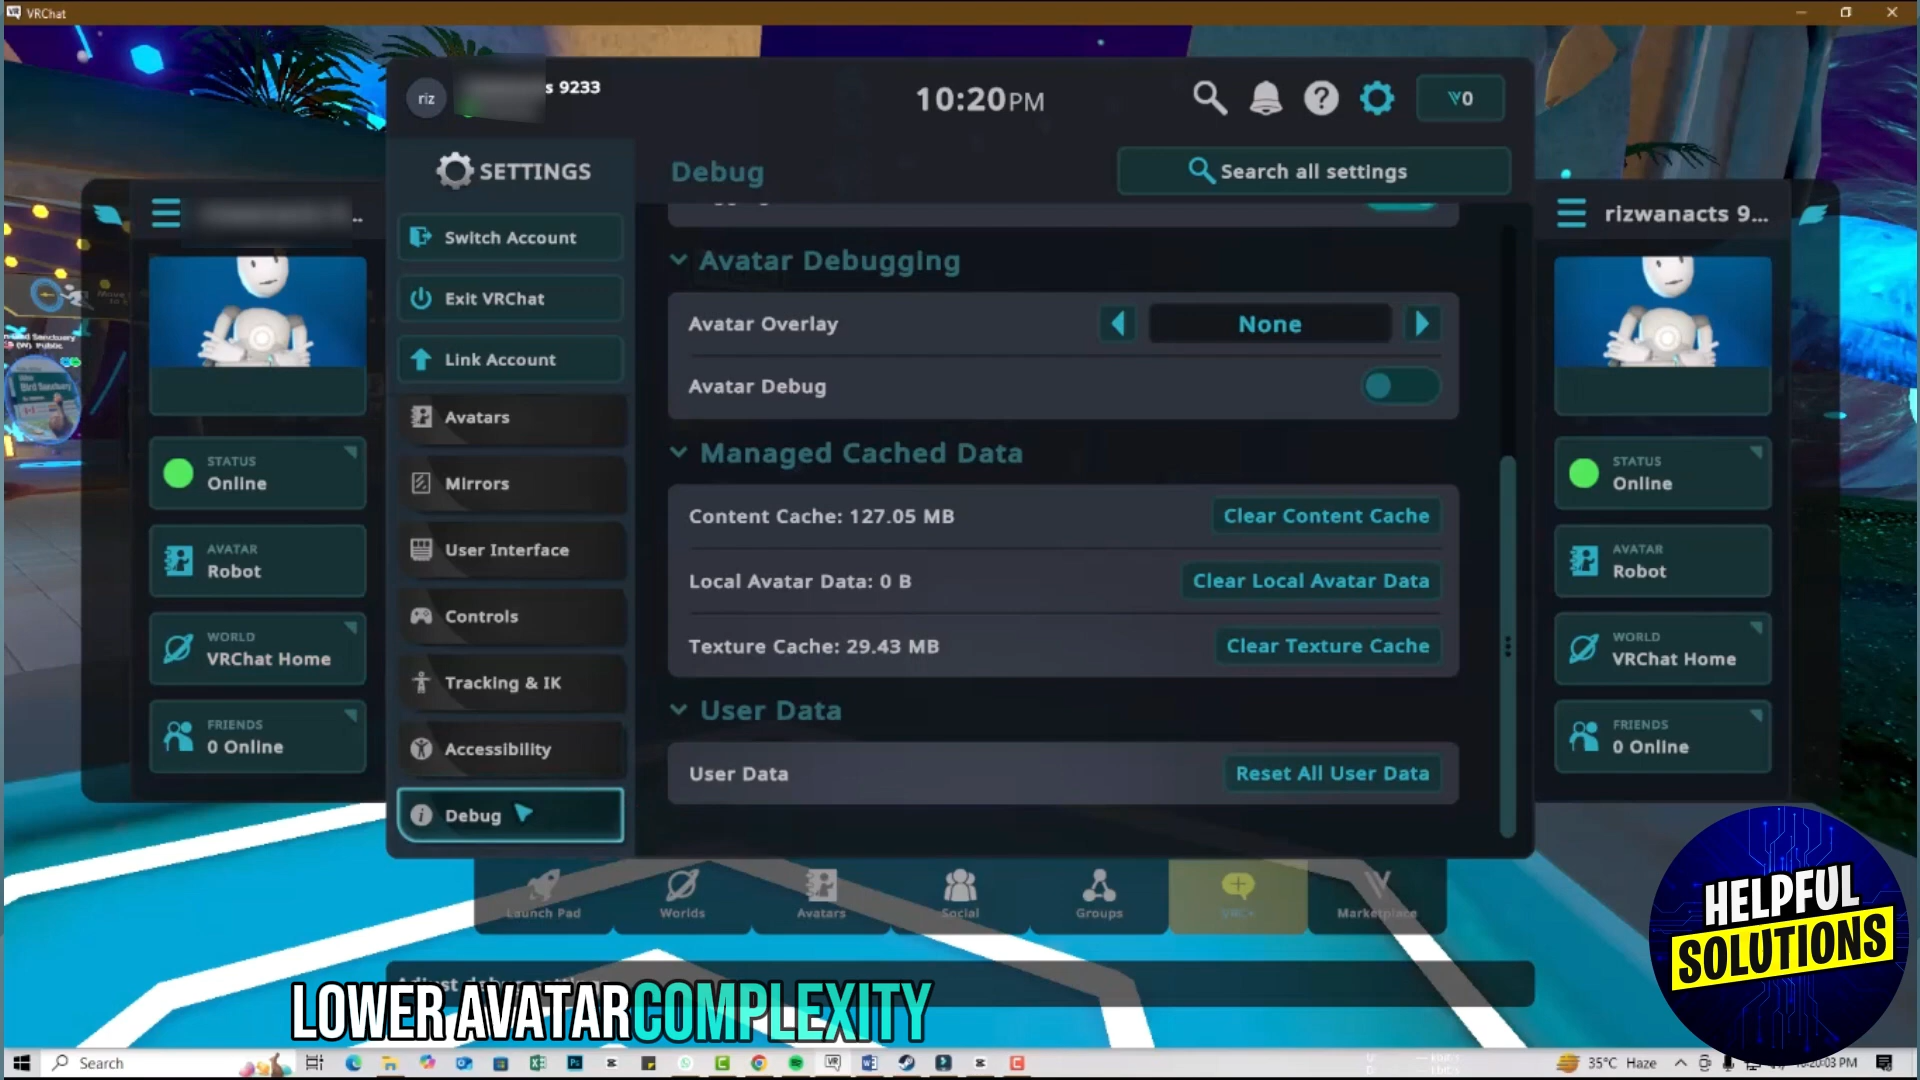 VRChat
riz
s 9233
10:20PM
0
SETTINGS
Debug
Search all settings
Switch Account
Exit VRChat
Link Account
Avatars
Mirrors
User Interface
Controls
Tracking & IK
Accessibility
Debug
Avatar Debugging
Avatar Overlay
None
Avatar Debug
Managed Cached Data
Content Cache: 127.05 MB
Clear Content Cache
Local Avatar Data: 0 B
Clear Local Avatar Data
Texture Cache: 29.43 MB
Clear Texture Cache
User Data
User Data
Reset All User Data
...
STATUS
Online
AVATAR
Robot
WORLD
VRChat Home
FRIENDS
0 Online
rizwanacts 9...
STATUS
Online
AVATAR
Robot
WORLD
VRChat Home
FRIENDS
0 Online
Launch Pad
Worlds
Avatars
Social
Groups
VRC+
Marketplace
LOWER AVATAR COMPLEXITY
HELPFUL
SOLUTIONS
Search
35°C Haze